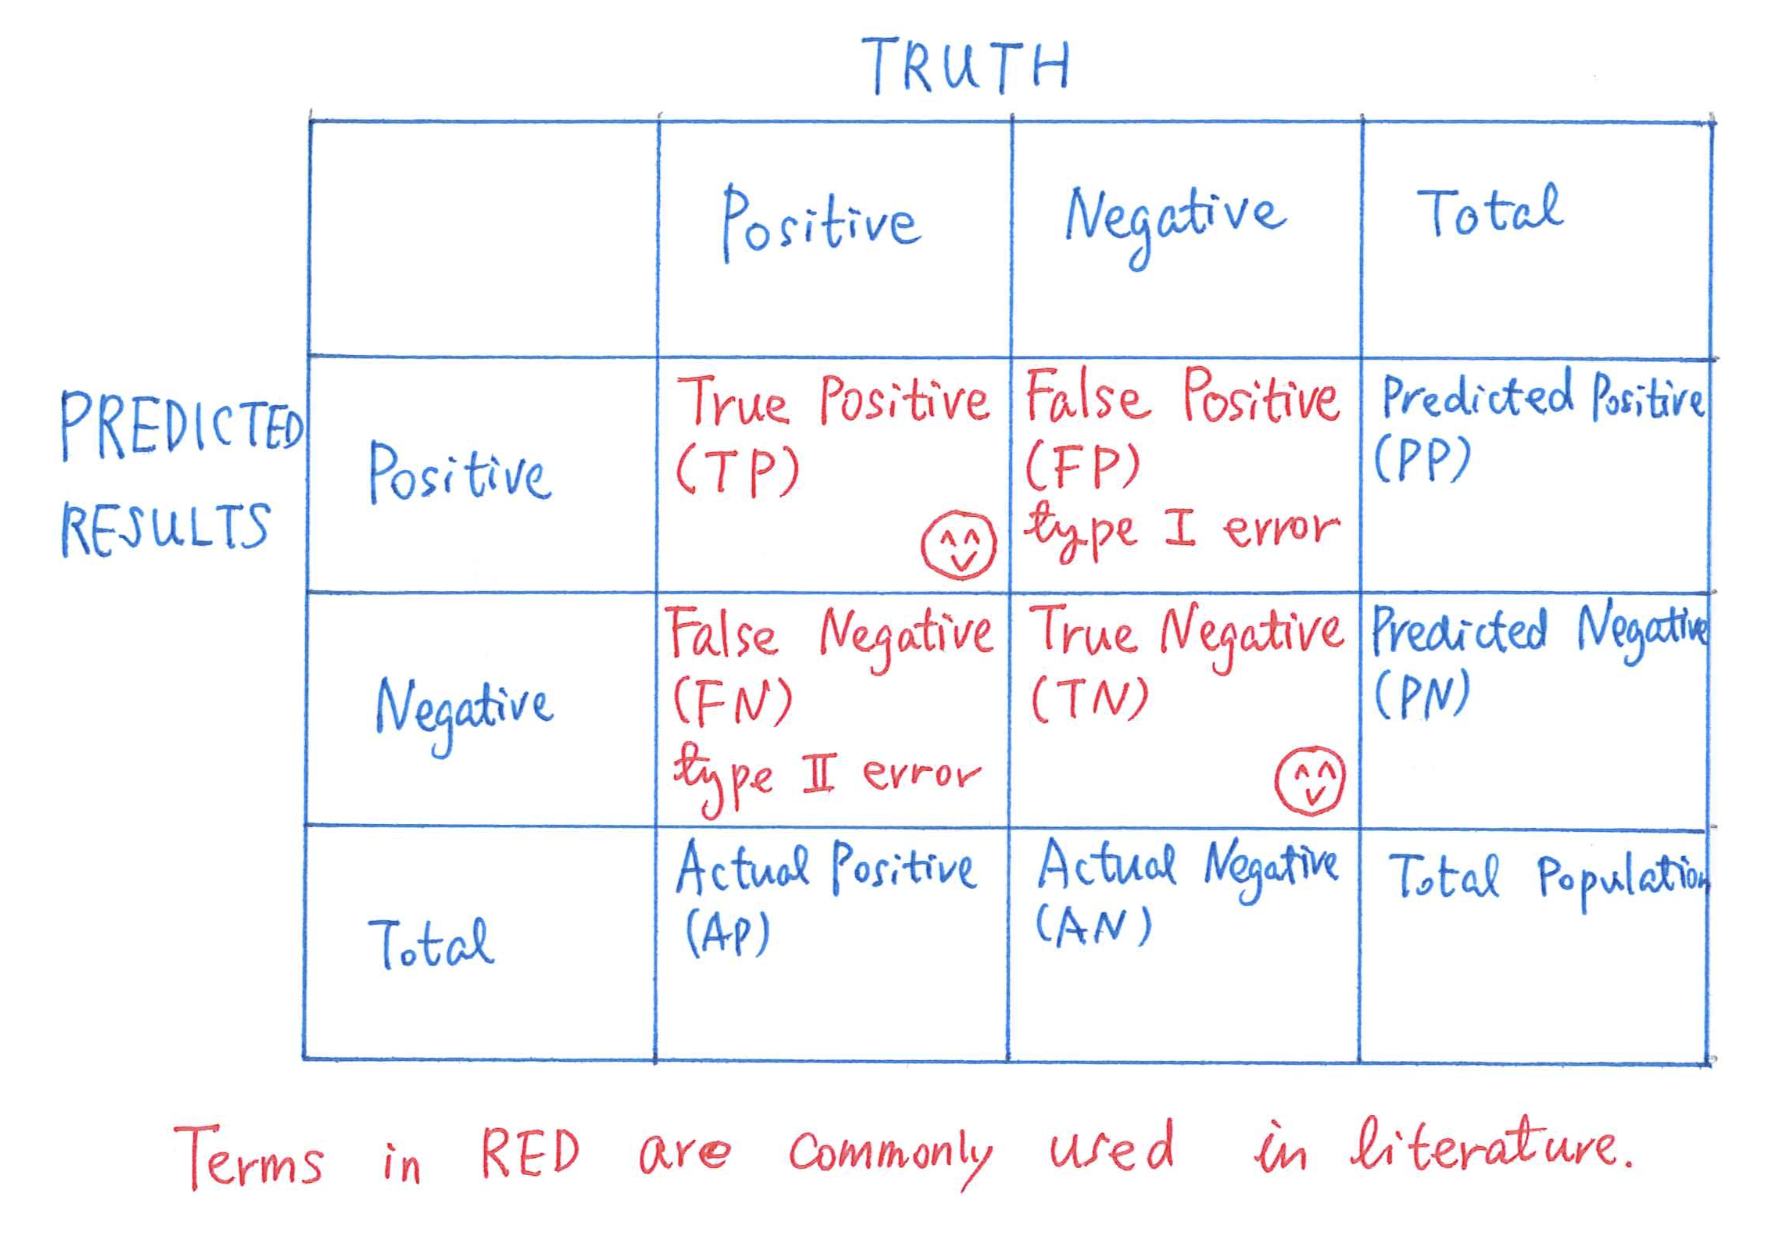 TRUTH
Positive Negative Total
PREDICTED
RESULTS
Positive
True Positive
(TP)
False Positive
(FP)
type I error
Predicted Positive
(PP)
Negative
False Negative
(FN)
type II error
True Negative
(TN)
Predicted Negative
(PN)
Total
Actual Positive
(AP)
Actual Negative
(AN)
Total Population
Terms in RED are commonly used in literature.